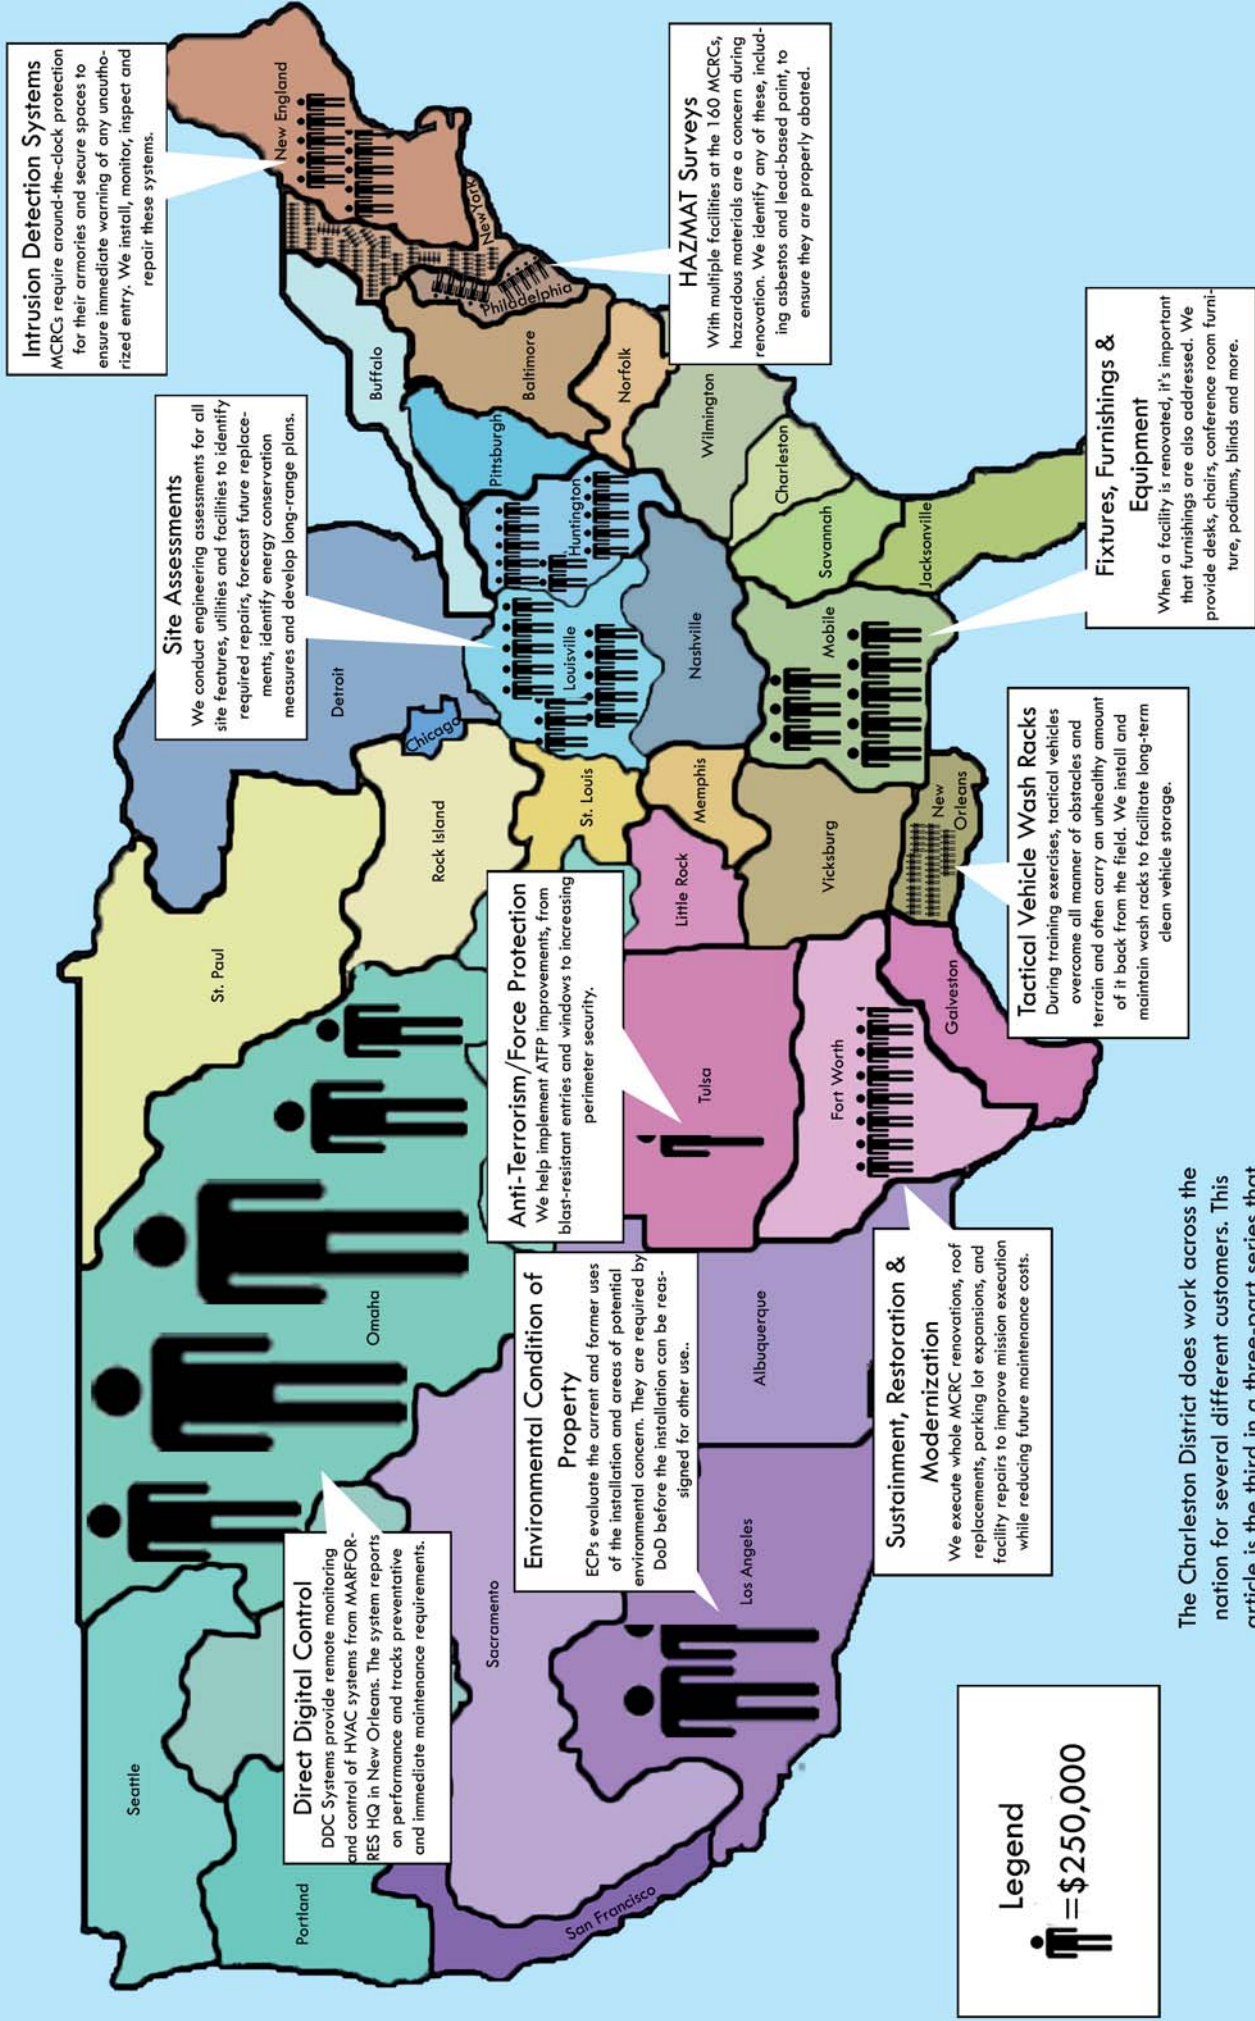 Intrusion Detection Systems
MCRCs require around-the-clock protection
for their armories and secure spaces to
ensure immediate warning of any unautho-
rized entry. We install, monitor, inspect and
repair these systems.
Site Assessments
We conduct engineering assessments for all
site features, utilities and facilities to identify
required repairs, forecast future replace-
ments, identify energy conservation
measures and develop long-range plans.
Direct Digital Control
DDC Systems provide remote monitoring
and control of HVAC systems from MARFOR-
RES HQ in New Orleans. The system reports
on performance and tracks preventative
and immediate maintenance requirements.
Anti-Terrorism/Force Protection
We help implement ATFP improvements, from
blast-resistant entries and windows to increasing
perimeter security.
Environmental Condition of
Property
ECPs evaluate the current and former uses
of the installation and areas of potential
environmental concern. They are required by
DoD before the installation can be reas-
signed for other use..
HAZMAT Surveys
With multiple facilities at the 160 MCRCs,
hazardous materials are a concern during
renovation. We identify any of these, includ-
ing asbestos and lead-based paint, to
ensure they are properly abated.
Sustainment, Restoration &
Modernization
We execute whole MCRC renovations, roof
replacements, parking lot expansions, and
facility repairs to improve mission execution
while reducing future maintenance costs.
Tactical Vehicle Wash Racks
During training exercises, tactical vehicles
overcome all manner of obstacles and
terrain and often carry an unhealthy amount
of it back from the field. We install and
maintain wash racks to facilitate long-term
clean vehicle storage.
Fixtures, Furnishings &
Equipment
When a facility is renovated, it's important
that furnishings are also addressed. We
provide desks, chairs, conference room furni-
ture, podiums, blinds and more.
Seattle
Portland
San Francisco
Sacramento
Los Angeles
Albuquerque
Omaha
St. Paul
Rock Island
Detroit
Chicago
St. Louis
Memphis
Little Rock
Tulsa
Fort Worth
Galveston
Vicksburg
New
Orleans
Mobile
Nashville
Louisville
Huntington
Pittsburgh
Buffalo
Baltimore
Philadelphia
New York
New England
Norfolk
Wilmington
Charleston
Savannah
Jacksonville
Legend
=$250,000
The Charleston District does work across the
nation for several different customers. This
article is the third in a three-part series that